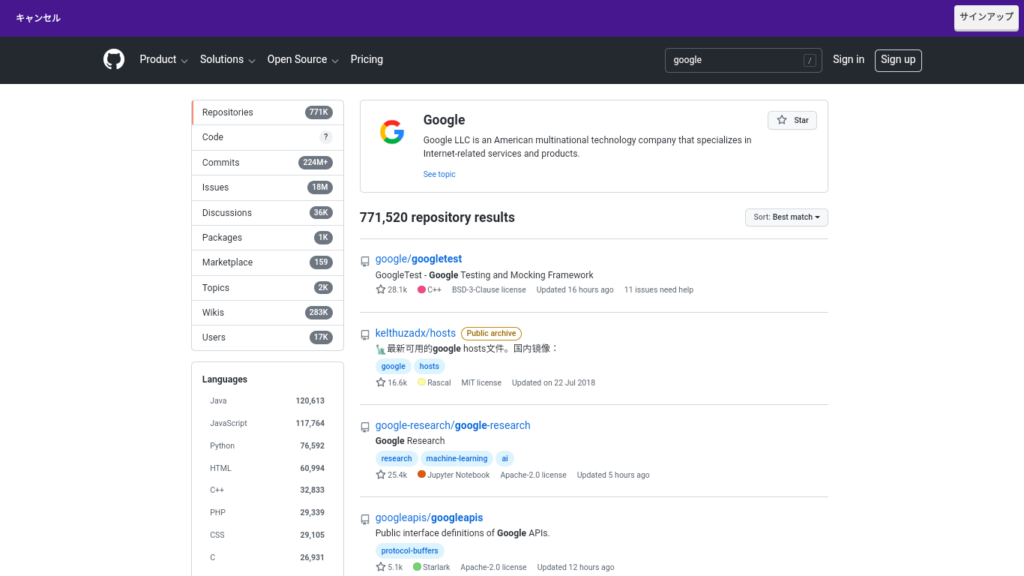 キャンセル
サインアップ
Product Solutions Open Source Pricing
google / Sign in Sign up
Repositories 771K
Code ?
Commits 224M+
Issues 18M
Discussions 36K
Packages 1K
Marketplace 159
Topics 2K
Wikis 283K
Users 17K
Languages
Java 120,613
JavaScript 117,764
Python 76,592
HTML 60,994
C++ 32,833
PHP 29,339
CSS 29,105
C 26,931
Google
Star
Google LLC is an American multinational technology company that specializes in
Internet-related services and products.
See topic
771,520 repository results
Sort: Best match
google/googletest
GoogleTest - Google Testing and Mocking Framework
28.1k C++ BSD-3-Clause license Updated 16 hours ago 11 issues need help
kelthuzadx/hosts Public archive
最新可用的google hosts文件。国内镜像：
google hosts
16.6k Rascal MIT license Updated on 22 Jul 2018
google-research/google-research
Google Research
research machine-learning ai
25.4k Jupyter Notebook Apache-2.0 license Updated 5 hours ago
googleapis/googleapis
Public interface definitions of Google APIs.
protocol-buffers
5.1k Starlark Apache-2.0 license Updated 12 hours ago